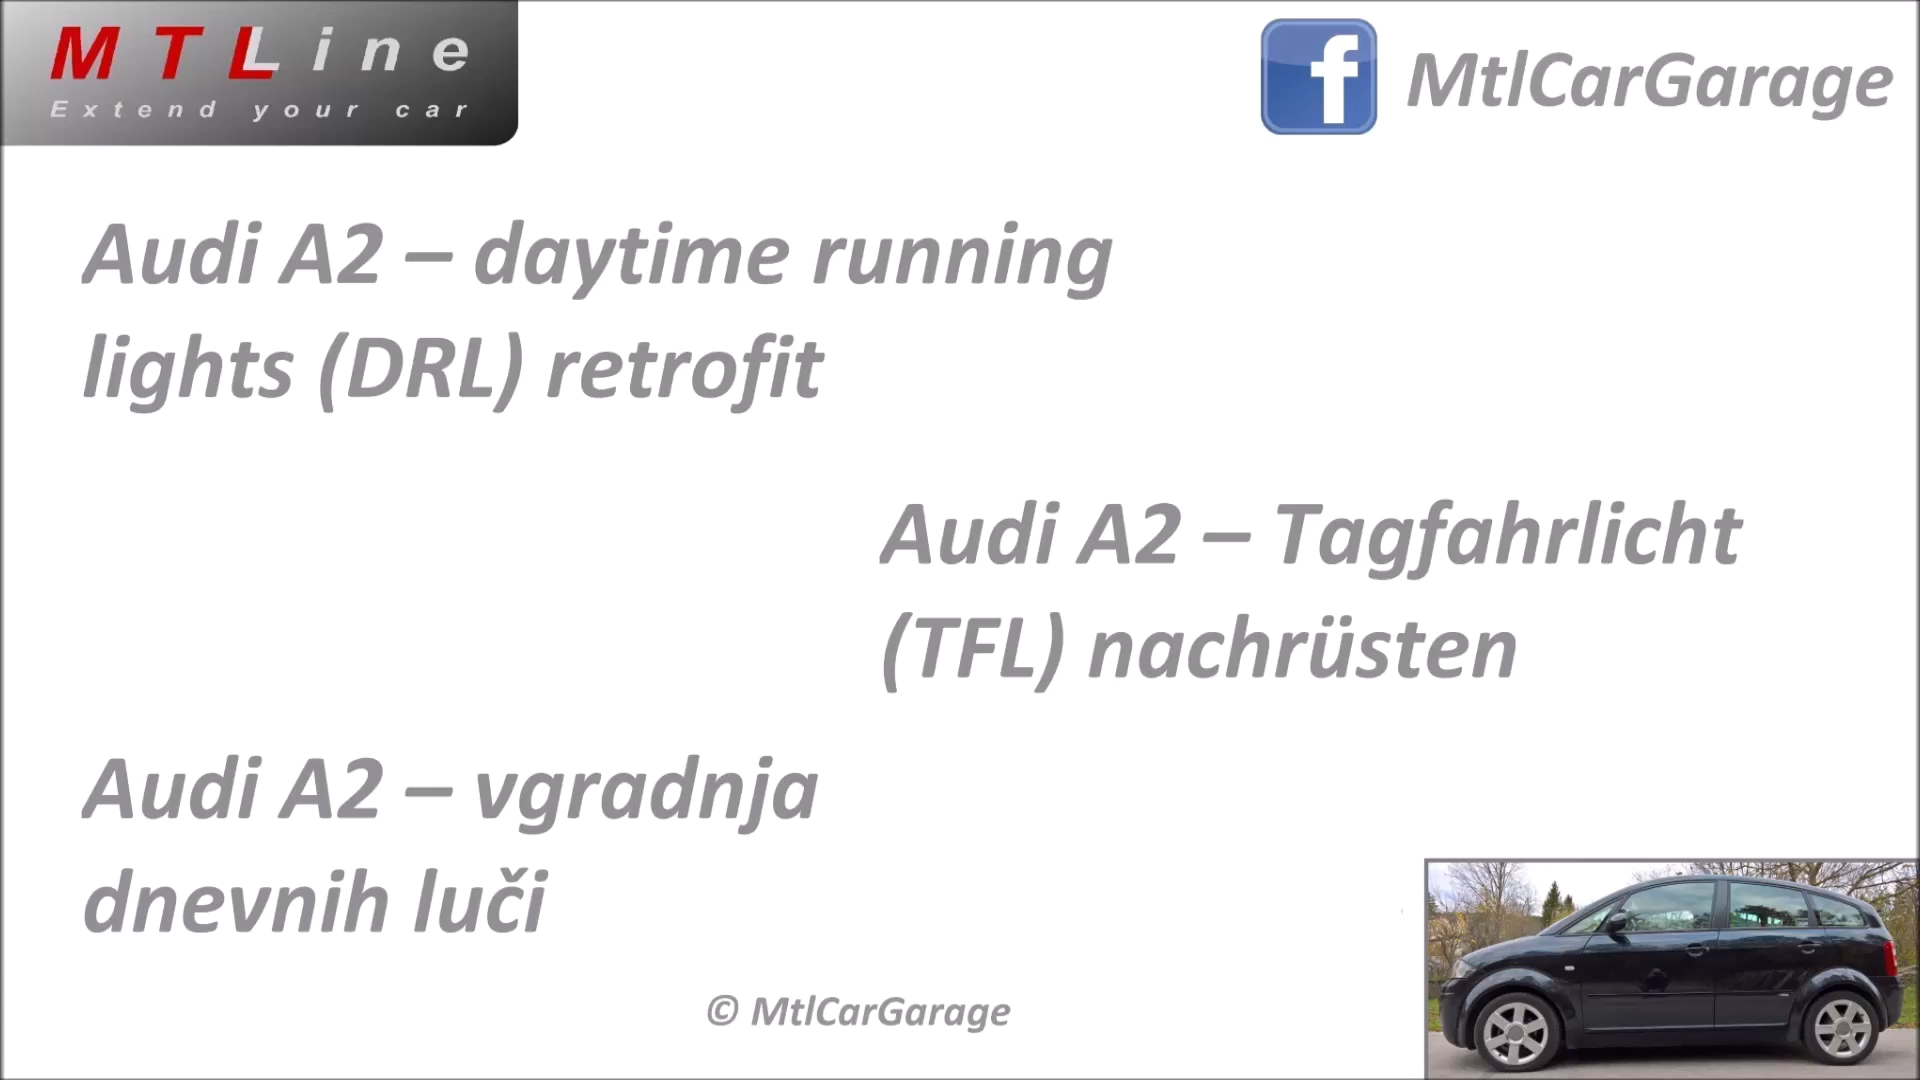 MTLine
Extend your car
f MtlCarGarage
Audi A2 – daytime running
lights (DRL) retrofit
Audi A2 – Tagfahrlicht
(TFL) nachrüsten
Audi A2 – vgradnja
dnevnih luči
© MtlCarGarage